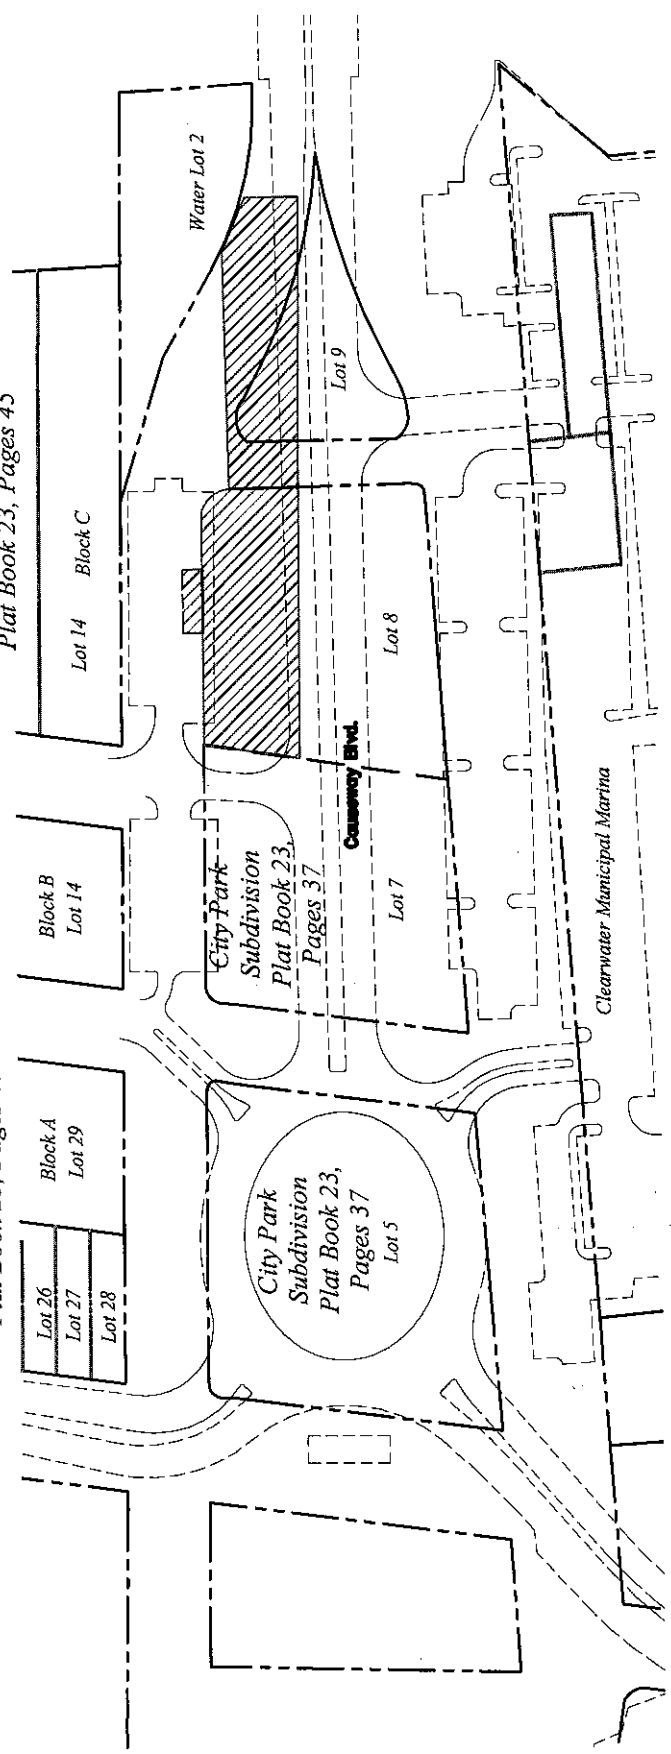 Plat Book 23, Pages 45
Water Lot 2
Lot 14 Block C
Lot 9
Lot 8
Causeway Blvd.
Block B
Lot 14
City Park
Subdivision
Plat Book 23,
Pages 37
Lot 7
Clearwater Municipal Marina
Block A
Lot 29
Lot 26
Lot 27
Lot 28
City Park
Subdivision
Plat Book 23,
Pages 37
Lot 5